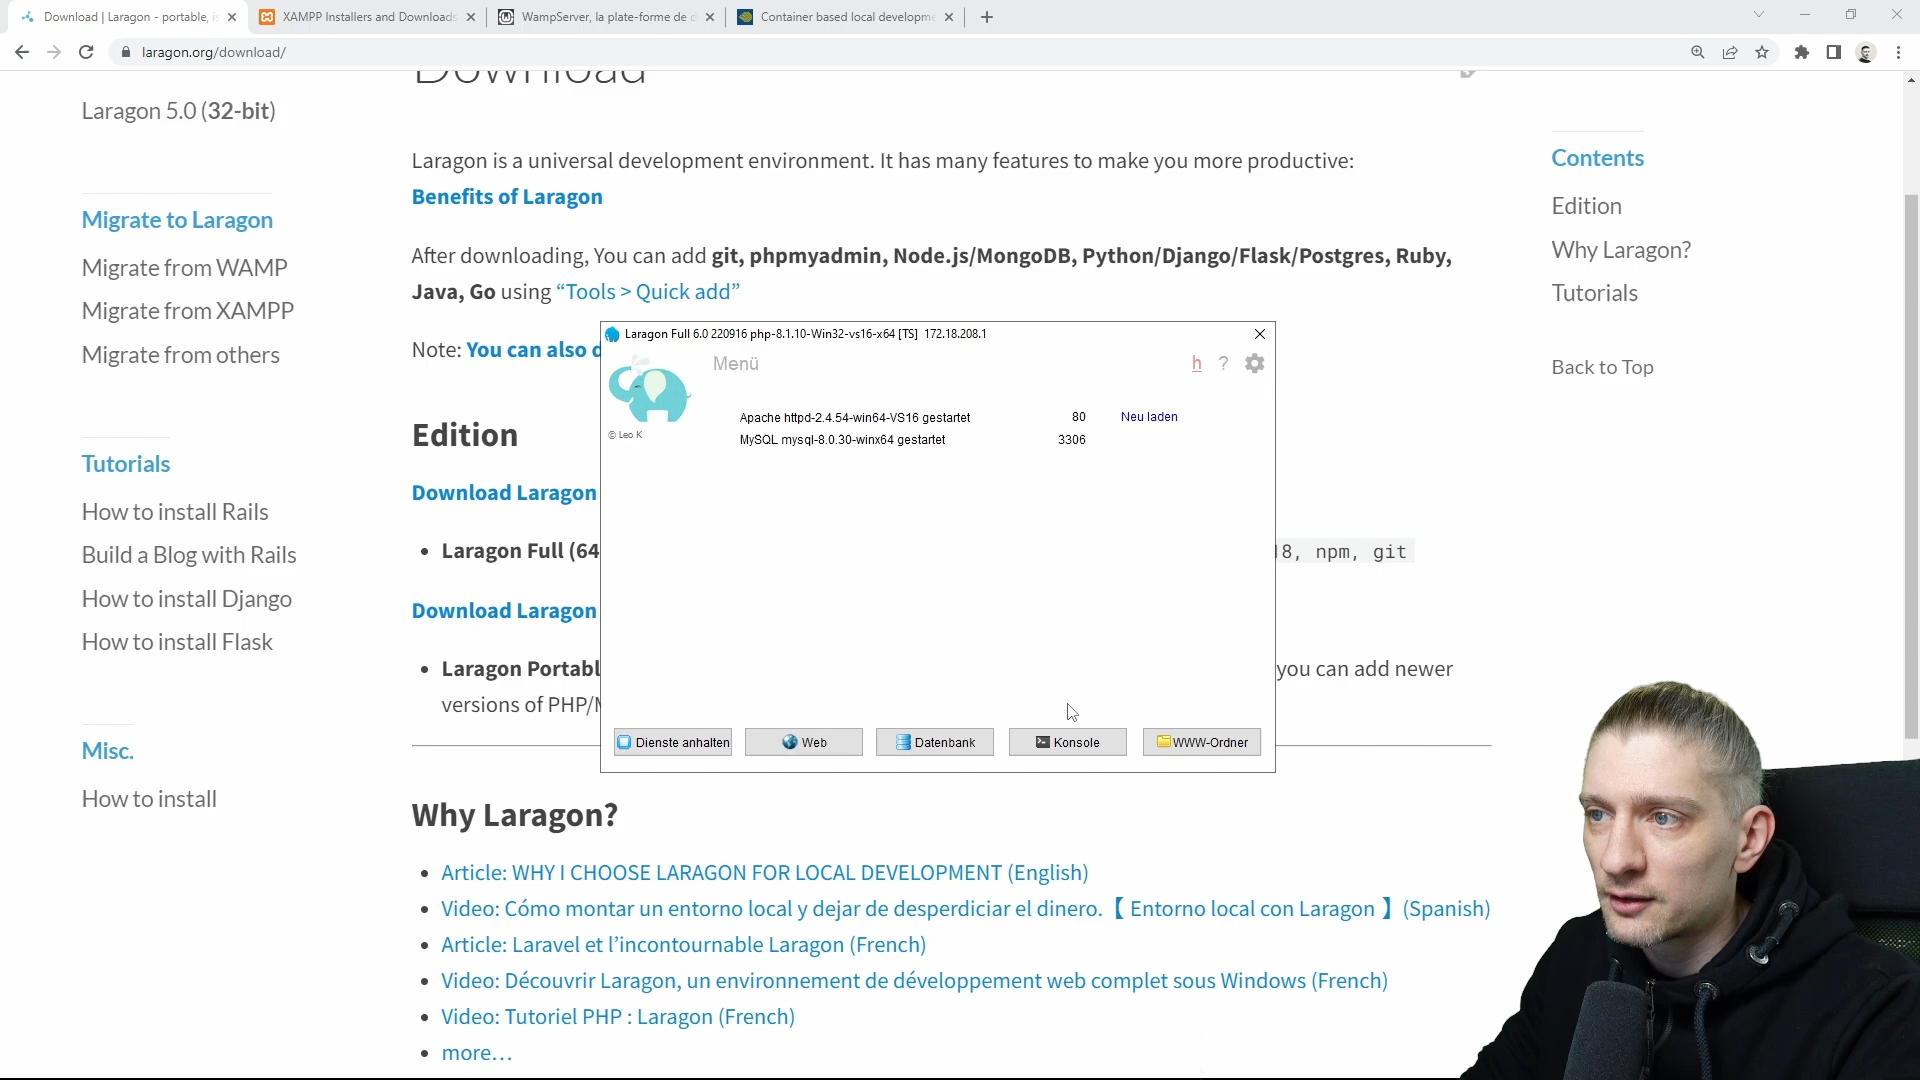 Download | Laragon - portable, is
XAMPP Installers and Downloads
WampServer, la plate-forme de d
Container based local developme
laragon.org/download/
Download
Laragon 5.0 (32-bit)
Migrate to Laragon
Migrate from WAMP
Migrate from XAMPP
Migrate from others
Tutorials
How to install Rails
Build a Blog with Rails
How to install Django
How to install Flask
Misc.
How to install
Laragon is a universal development environment. It has many features to make you more productive:
Benefits of Laragon
After downloading, You can add git, phpmyadmin, Node.js/MongoDB, Python/Django/Flask/Postgres, Ruby,
Java, Go using “Tools > Quick add”
Note: You can also d
Edition
Download Laragon
Laragon Full (64
8, npm, git
Download Laragon
Laragon Portabl
you can add newer
versions of PHP/M
Laragon Full 6.0 220916 php-8.1.10-Win32-vs16-x64 [TS] 172.18.208.1
Menü
h ?
© Leo K
Apache httpd-2.4.54-win64-VS16 gestartet 80 Neu laden
MySQL mysql-8.0.30-winx64 gestartet 3306
Dienste anhalten
Web
Datenbank
Konsole
WWW-Ordner
Why Laragon?
Article: WHY I CHOOSE LARAGON FOR LOCAL DEVELOPMENT (English)
Video: Cómo montar un entorno local y dejar de desperdiciar el dinero.【 Entorno local con Laragon 】(Spanish)
Article: Laravel et l’incontournable Laragon (French)
Video: Découvrir Laragon, un environnement de développement web complet sous Windows (French)
Video: Tutoriel PHP : Laragon (French)
more…
Contents
Edition
Why Laragon?
Tutorials
Back to Top